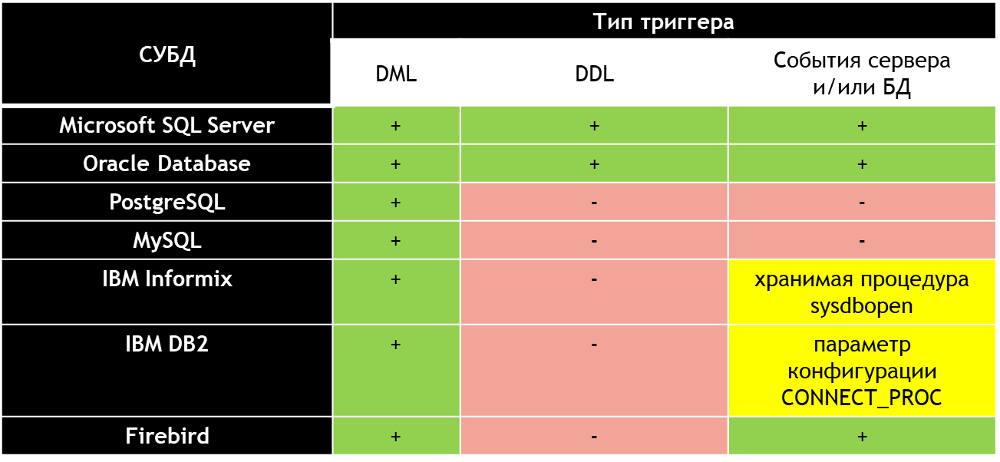 СУБД
Тип триггера
DML
DDL
События сервера
и/или БД
Microsoft SQL Server + + +
Oracle Database + + +
PostgreSQL + - -
MySQL + - -
IBM Informix + - хранимая процедура
sysdbopen
IBM DB2 + - параметр
конфигурации
CONNECT_PROC
Firebird + - +